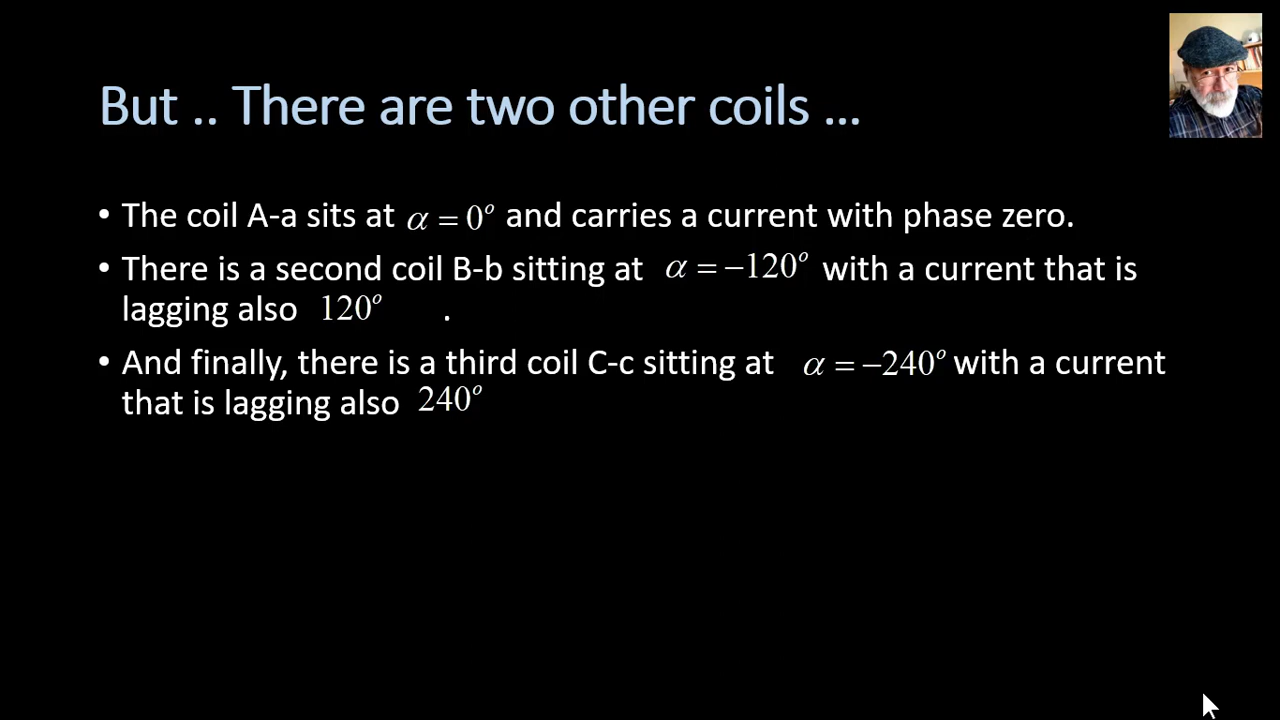 But .. There are two other coils ...
• The coil A-a sits at α = 0° and carries a current with phase zero.
• There is a second coil B-b sitting at α = −120° with a current that is
lagging also 120° .
• And finally, there is a third coil C-c sitting at α = −240° with a current
that is lagging also 240°